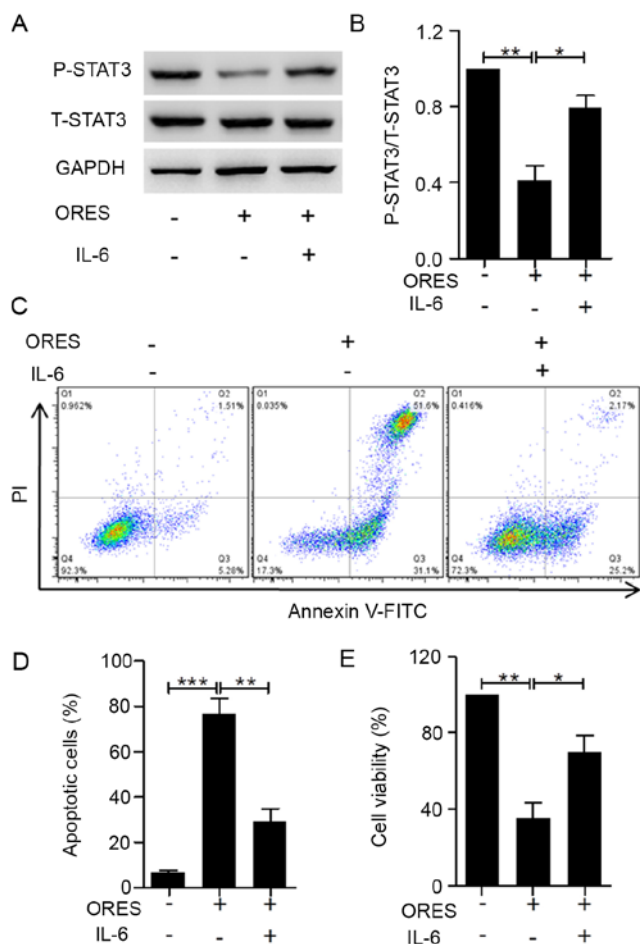 A
P-STAT3
T-STAT3
GAPDH
ORES - + +
IL-6 - - +
B
P-STAT3/T-STAT3
1.2
0.8
0.4
0.0
** *
ORES - + +
IL-6 - - +
C
ORES - + +
IL-6 - - +
PI
Q1 0.962%
Q2 1.51%
Q4 92.3%
Q3 5.28%
Q1 0.035%
Q2 51.6%
Q4 17.3%
Q3 31.1%
Q1 0.416%
Q2 2.17%
Q4 72.3%
Q3 25.2%
Annexin V-FITC
D
Apoptotic cells (%)
100
80
60
40
20
0
*** **
ORES - + +
IL-6 - - +
E
Cell viability (%)
120
80
40
0
** *
ORES - + +
IL-6 - - +